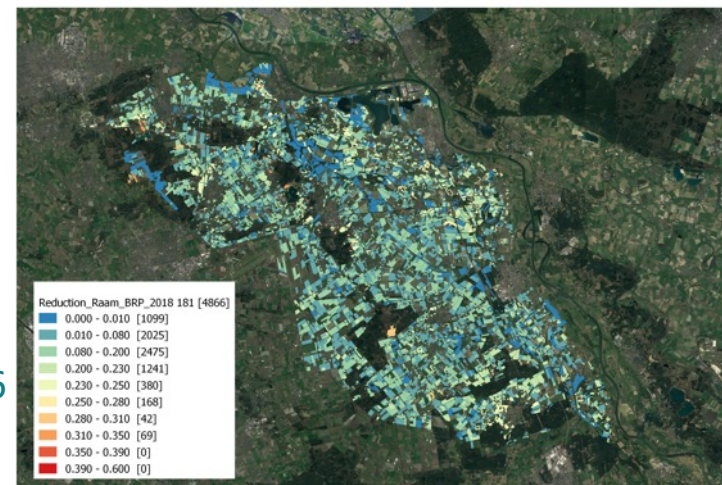 Reduction_Raam_BRP_2018 181 [4866]
0.000 - 0.010 [1099]
0.010 - 0.080 [2025]
0.080 - 0.200 [2475]
0.200 - 0.230 [1241]
0.230 - 0.250 [380]
0.250 - 0.280 [168]
0.280 - 0.310 [42]
0.310 - 0.350 [69]
0.350 - 0.390 [0]
0.390 - 0.600 [0]